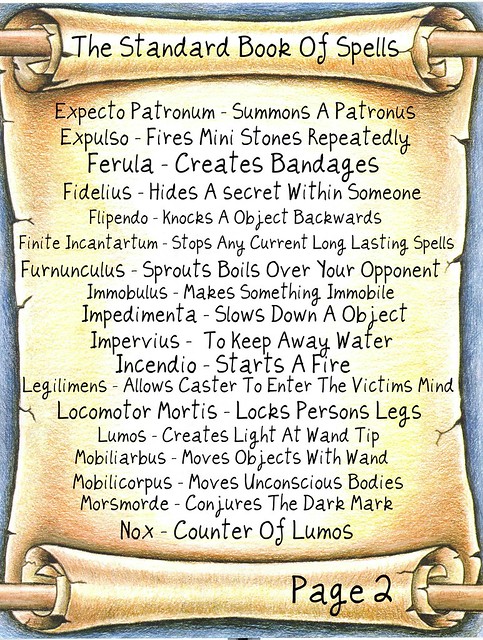 The Standard Book Of Spells
Expecto Patronum - Summons A Patronus
Expulso - Fires Mini Stones Repeatedly
Ferula - Creates Bandages
Fidelius - Hides A secret Within Someone
Flipendo - Knocks A Object Backwards
Finite Incantartum - Stops Any Current Long Lasting Spells
Furnunculus - Sprouts Boils Over Your Opponent
Immobulus - Makes Something Immobile
Impedimenta - Slows Down A Object
Impervius - To Keep Away Water
Incendio - Starts A Fire
Legilimens - Allows Caster To Enter The Victims Mind
Locomotor Mortis - Locks Persons Legs
Lumos - Creates Light At Wand Tip
Mobiliarbus - Moves Objects With Wand
Mobilicorpus - Moves Unconscious Bodies
Morsmorde - Conjures The Dark Mark
Nox - Counter Of Lumos
Page 2